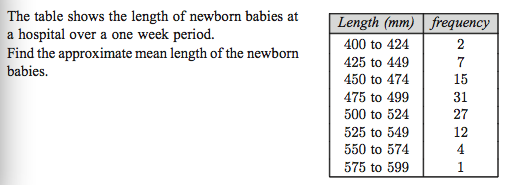 The table shows the length of newborn babies at
a hospital over a one week period.
Find the approximate mean length of the newborn
babies.
Length (mm) frequency
400 to 424 2
425 to 449 7
450 to 474 15
475 to 499 31
500 to 524 27
525 to 549 12
550 to 574 4
575 to 599 1